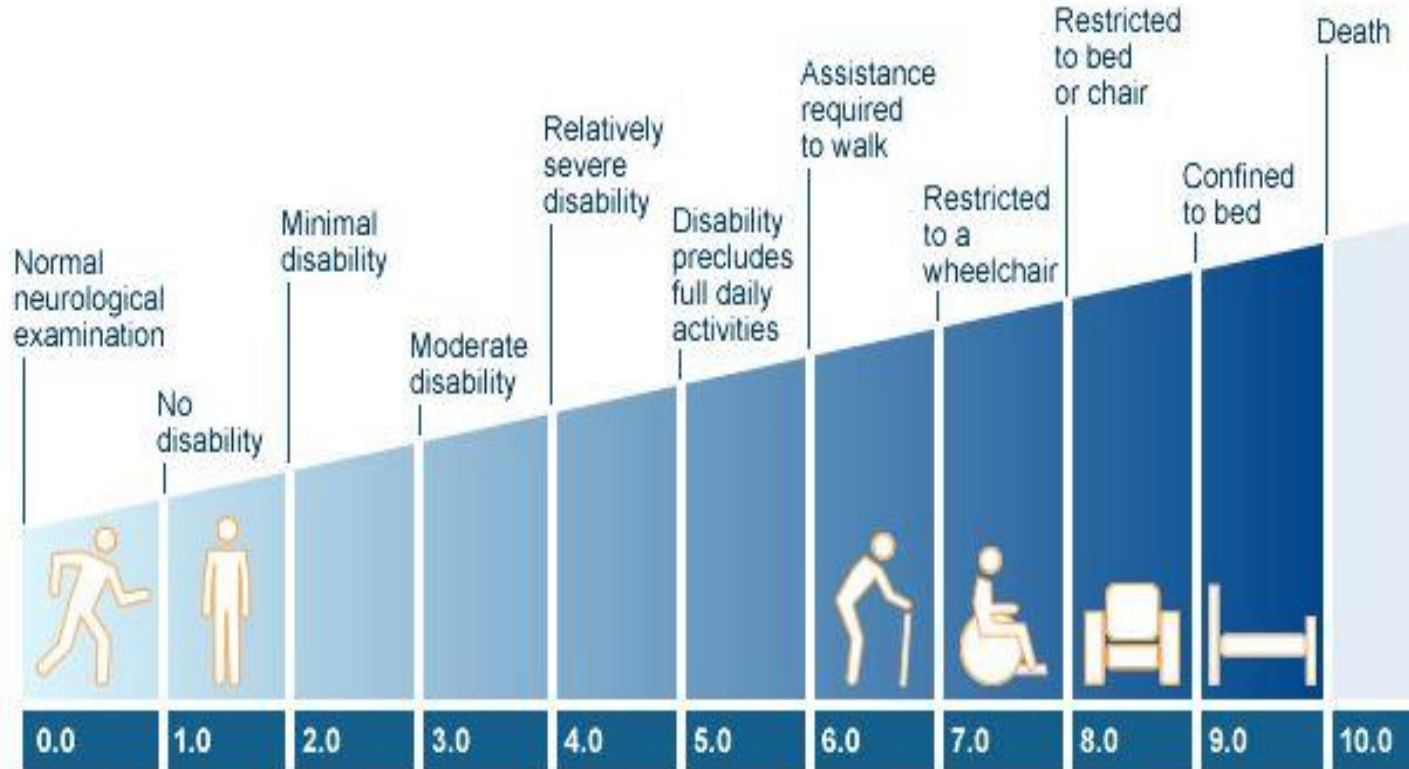 Normal
neurological
examination
No
disability
Minimal
disability
Moderate
disability
Relatively
severe
disability
Disability
precludes
full daily
activities
Assistance
required
to walk
Restricted
to a
wheelchair
Restricted
to bed
or chair
Confined
to bed
Death
0.0 1.0 2.0 3.0 4.0 5.0 6.0 7.0 8.0 9.0 10.0